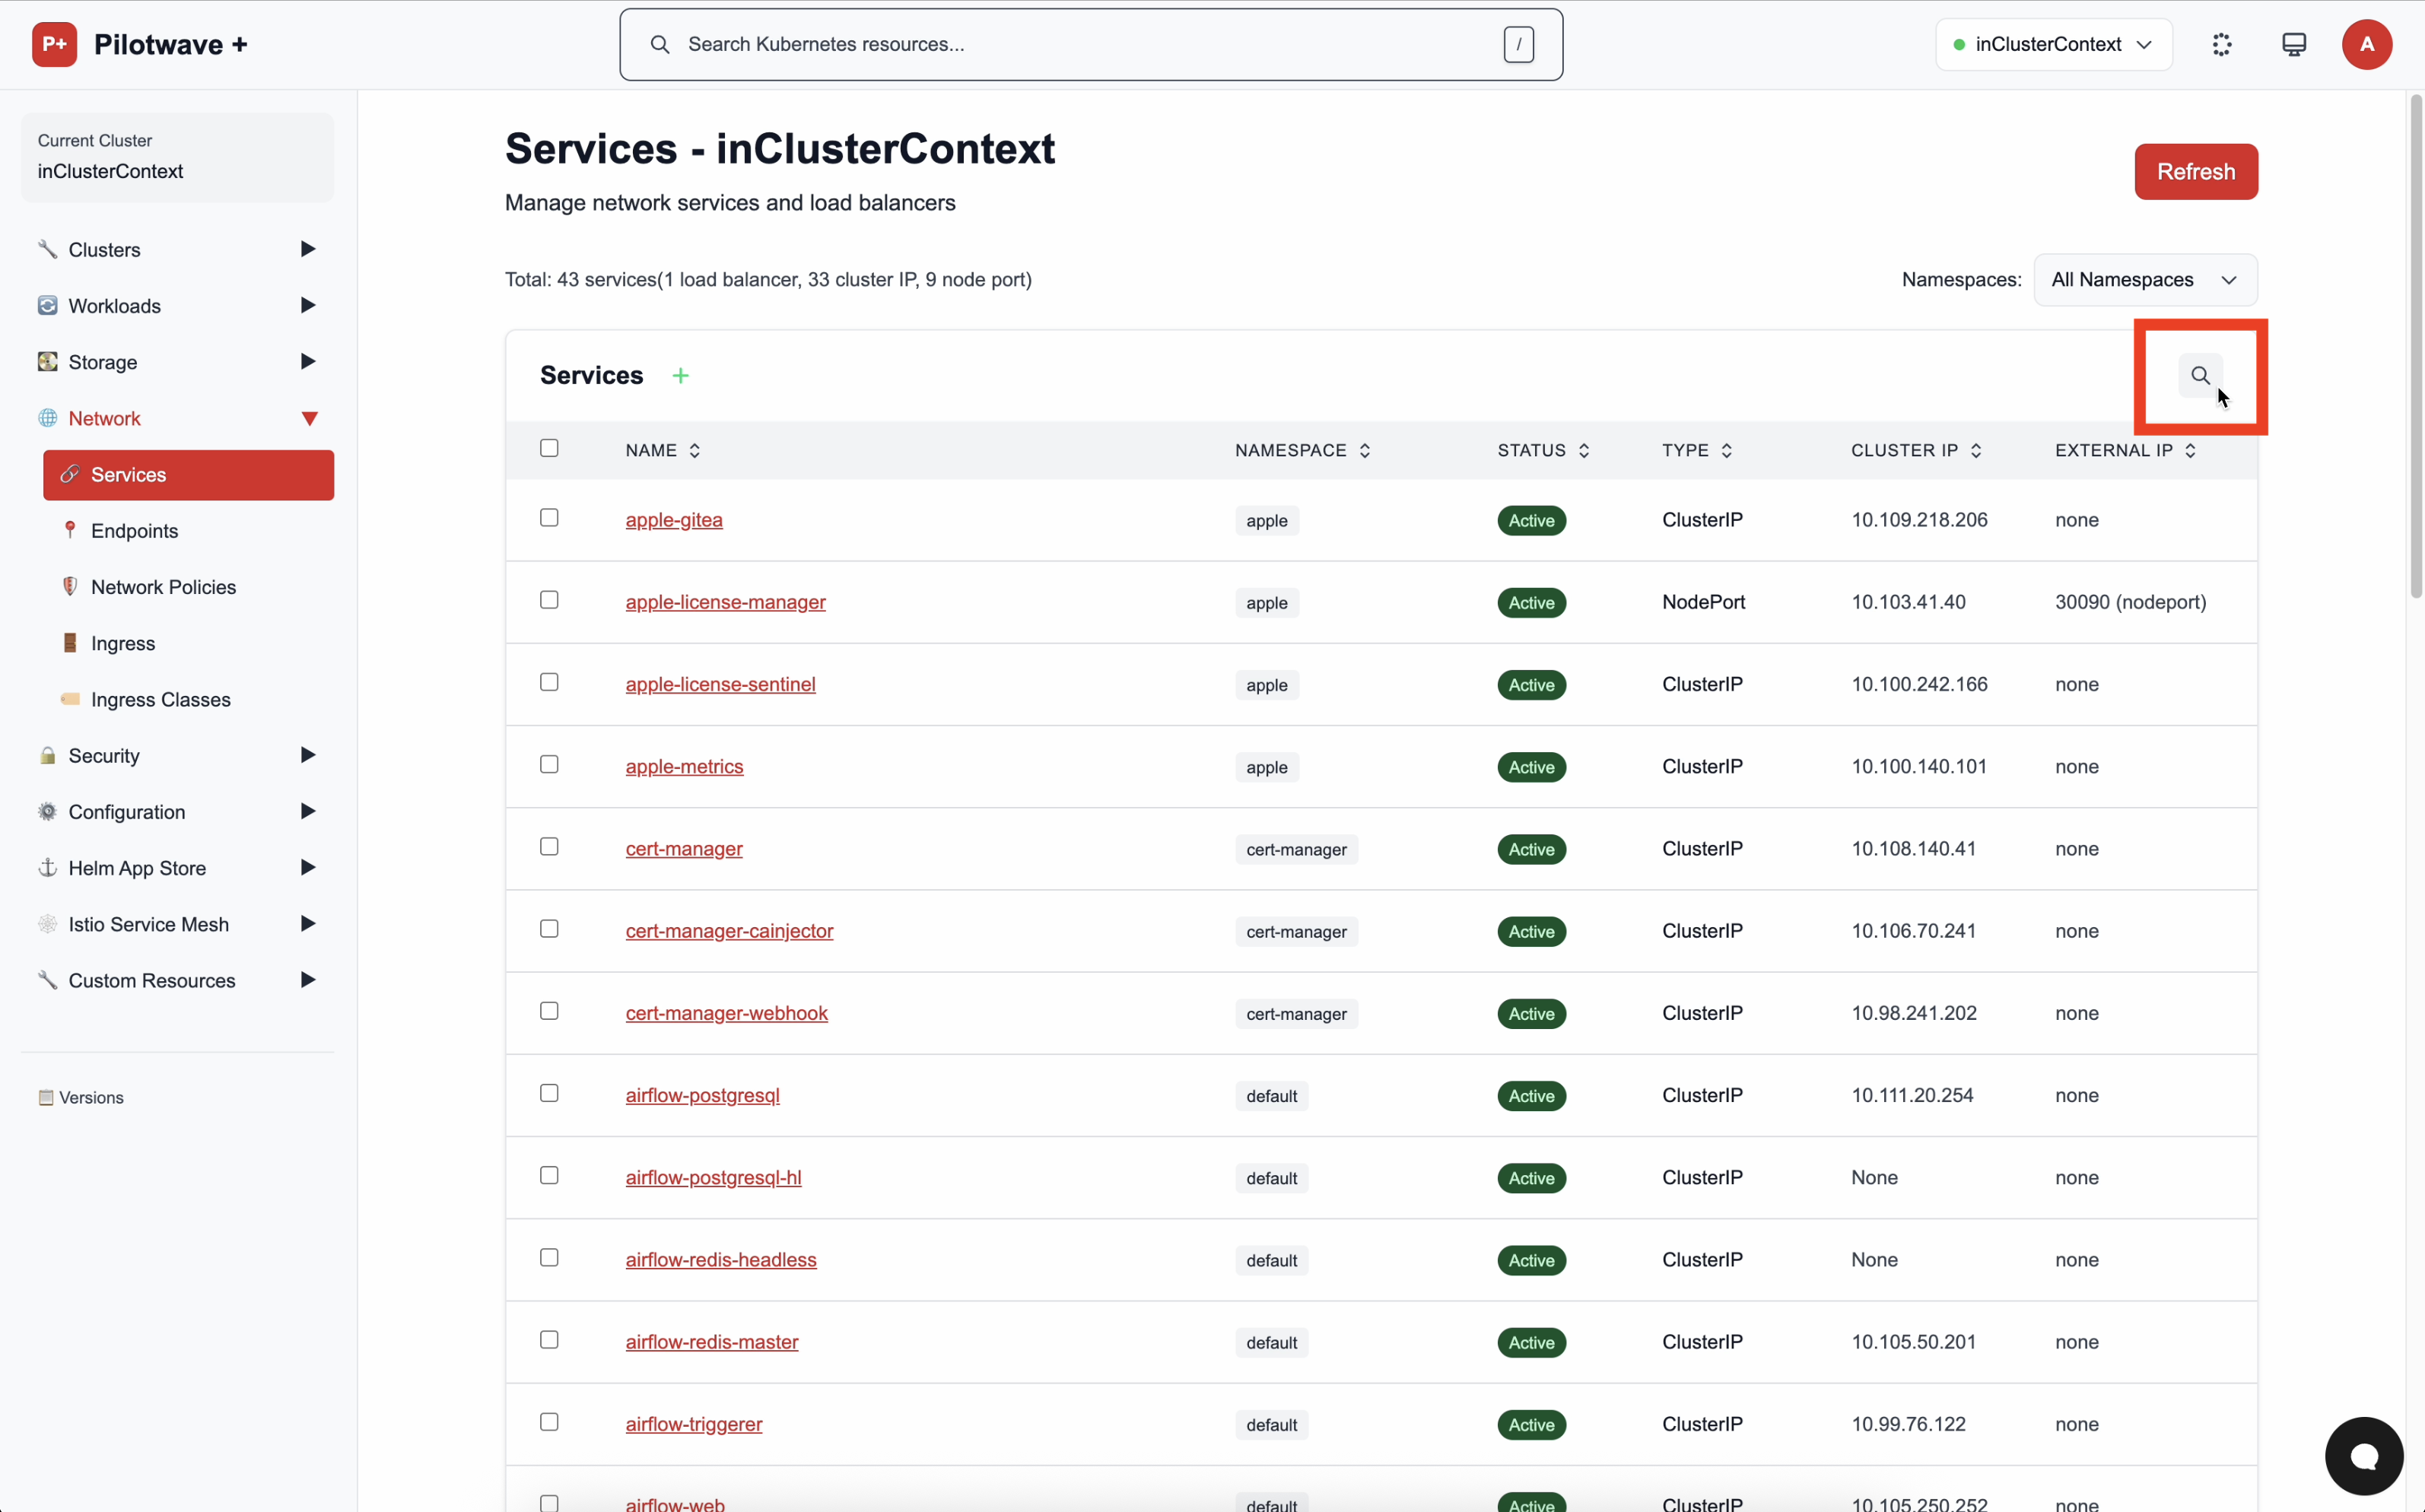 P+ Pilotwave +
Search Kubernetes resources... /
inClusterContext
A
Current Cluster
inClusterContext
Clusters
Workloads
Storage
Network
Services
Endpoints
Network Policies
Ingress
Ingress Classes
Security
Configuration
Helm App Store
Istio Service Mesh
Custom Resources
Versions
Services - inClusterContext
Manage network services and load balancers
Refresh
Total: 43 services(1 load balancer, 33 cluster IP, 9 node port)
Namespaces: All Namespaces
Services +
NAME NAMESPACE STATUS TYPE CLUSTER IP EXTERNAL IP
apple-gitea apple Active ClusterIP 10.109.218.206 none
apple-license-manager apple Active NodePort 10.103.41.40 30090 (nodeport)
apple-license-sentinel apple Active ClusterIP 10.100.242.166 none
apple-metrics apple Active ClusterIP 10.100.140.101 none
cert-manager cert-manager Active ClusterIP 10.108.140.41 none
cert-manager-cainjector cert-manager Active ClusterIP 10.106.70.241 none
cert-manager-webhook cert-manager Active ClusterIP 10.98.241.202 none
airflow-postgresql default Active ClusterIP 10.111.20.254 none
airflow-postgresql-hl default Active ClusterIP None none
airflow-redis-headless default Active ClusterIP None none
airflow-redis-master default Active ClusterIP 10.105.50.201 none
airflow-triggerer default Active ClusterIP 10.99.76.122 none
airflow-web default Active ClusterIP 10.105.250.252 none